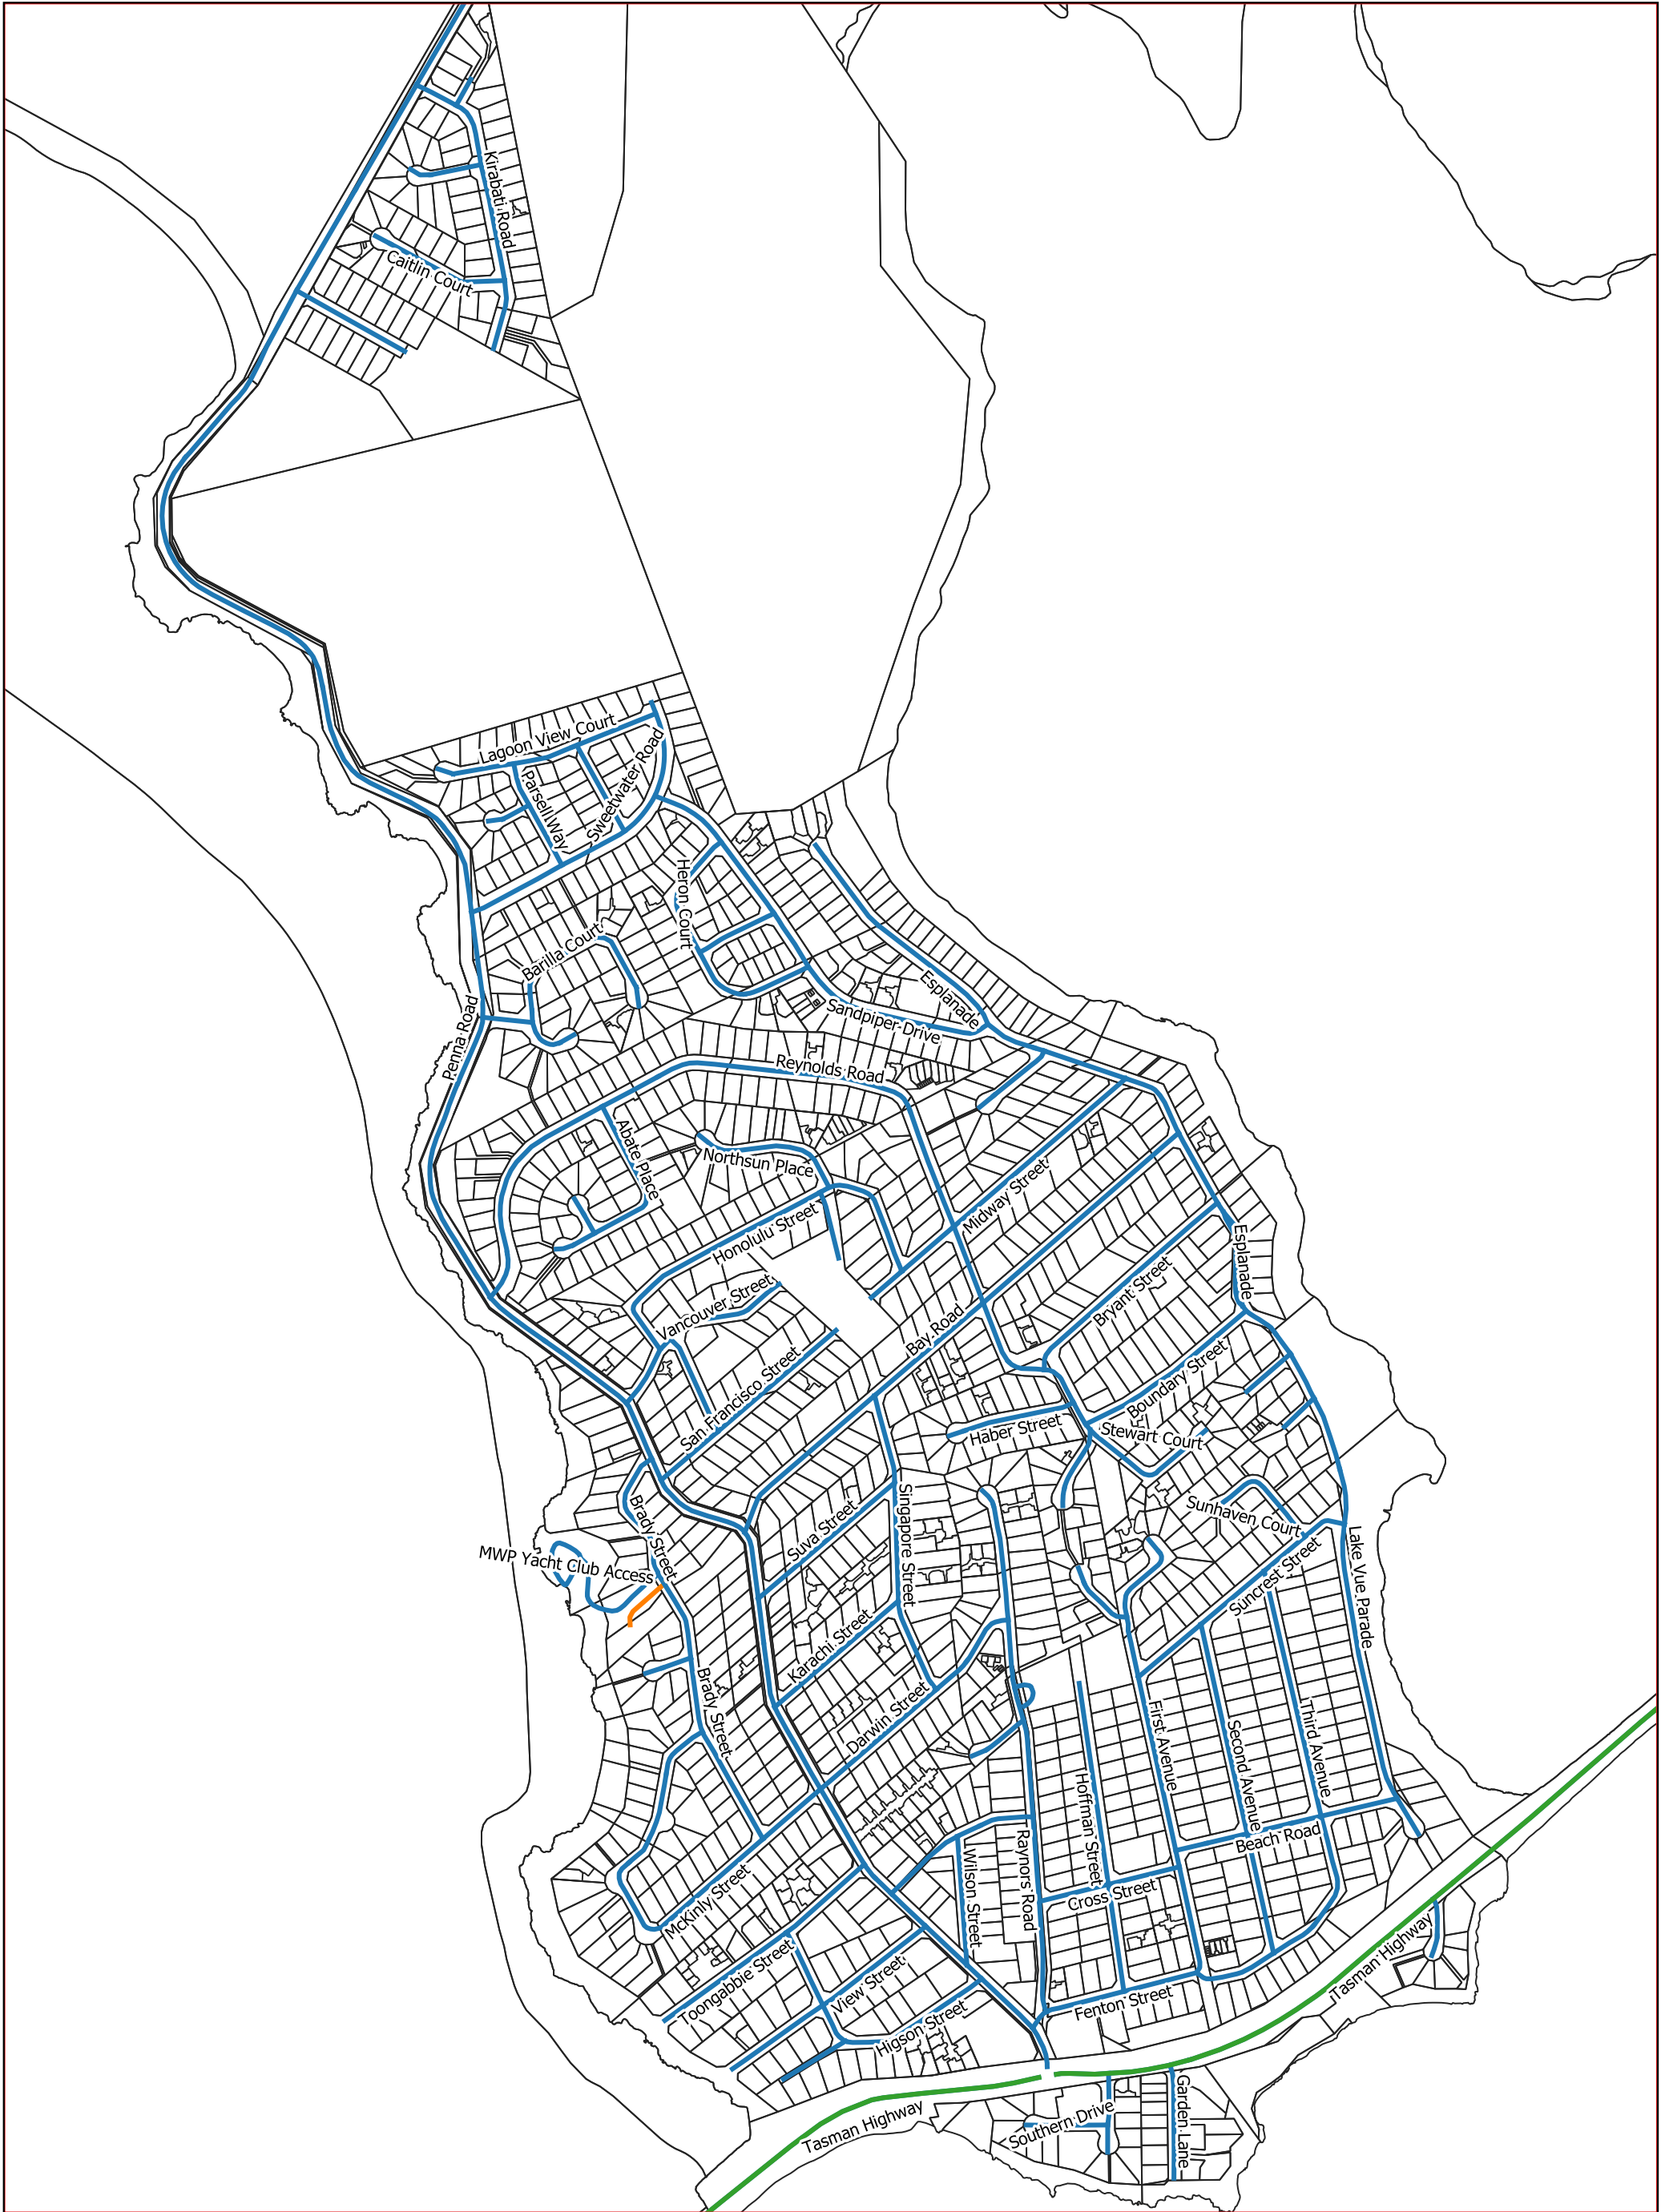 Kirabati Road
Caitlin Court
Lagoon View Court
Sweetwater Road
Parsell Way
Heron Court
Barilla Court
Esplanade
Sandpiper Drive
Penna Road
Reynolds Road
Abate Place
Northsun Place
Midway Street
Honolulu Street
Esplanade
Bryant Street
Vancouver Street
Bay Road
San Francisco Street
Boundary Street
Haber Street
Stewart Court
Singapore Street
Suva Street
Brady Street
Sunhaven Court
Lake Vue Parade
MWP Yacht Club Access
Suncrest Street
Karachi Street
Brady Street
Darwin Street
First Avenue
Second Avenue
Third Avenue
Hoffman Street
Beach Road
Raynors Road
Wilson Street
McKinly Street
Cross Street
Toongabbie Street
View Street
Tasman Highway
Fenton Street
Higson Street
Garden Lane
Southern Drive
Tasman Highway